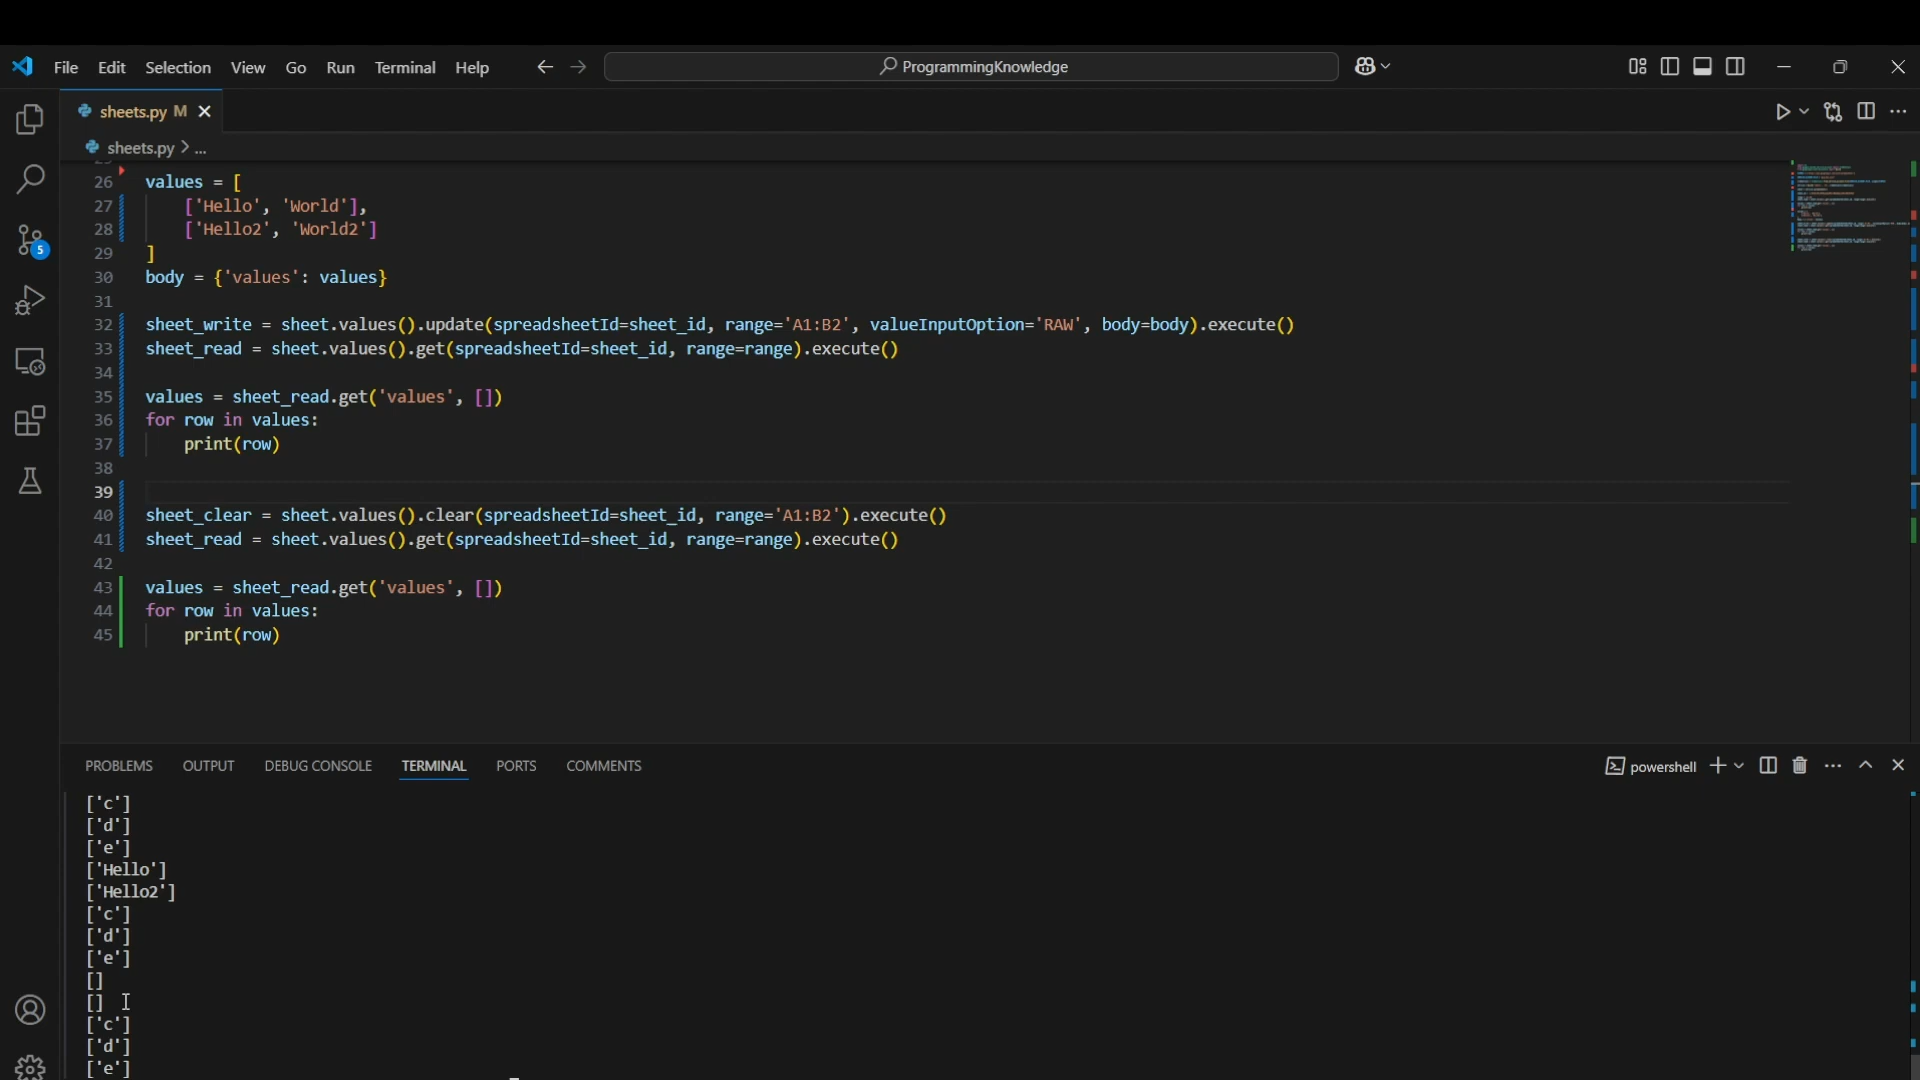 File Edit Selection View Go Run Terminal Help ProgrammingKnowledge
sheets.py M
sheets.py > ...
26 values = [
27 ['Hello', 'World'],
28 ['Hello2', 'World2']
29 ]
30 body = {'values': values}
31
32 sheet_write = sheet.values().update(spreadsheetId=sheet_id, range='A1:B2', valueInputOption='RAW', body=body).execute()
33 sheet_read = sheet.values().get(spreadsheetId=sheet_id, range=range).execute()
34
35 values = sheet_read.get('values', [])
36 for row in values:
37 print(row)
38
39
40 sheet_clear = sheet.values().clear(spreadsheetId=sheet_id, range='A1:B2').execute()
41 sheet_read = sheet.values().get(spreadsheetId=sheet_id, range=range).execute()
42
43 values = sheet_read.get('values', [])
44 for row in values:
45 print(row)
5
PROBLEMS OUTPUT DEBUG CONSOLE TERMINAL PORTS COMMENTS powershell
['c']
['d']
['e']
['Hello']
['Hello2']
['c']
['d']
['e']
[]
[]
['c']
['d']
['e']